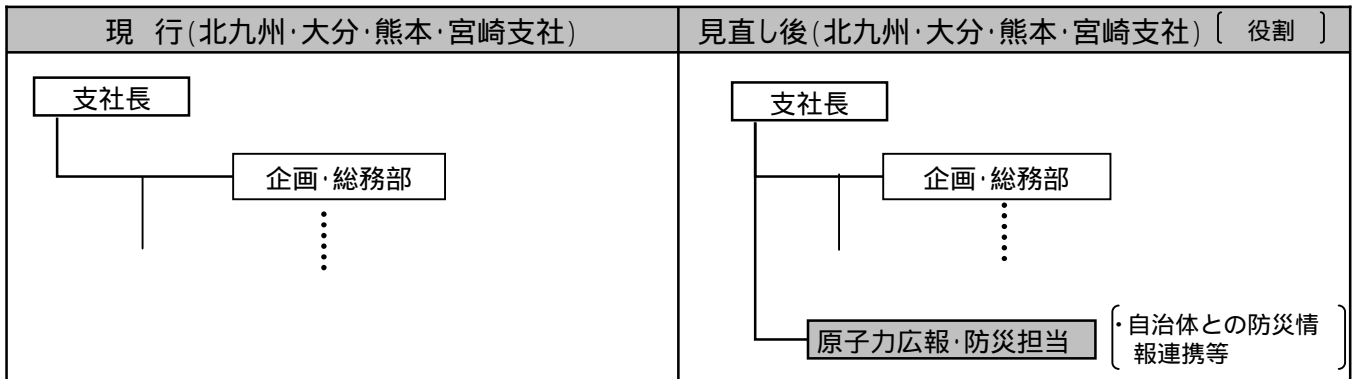 現 行(北九州･大分･熊本･宮崎支社)
支社長
企画･総務部
見直し後(北九州･大分･熊本･宮崎支社)〔 役割 〕
支社長
企画･総務部
原子力広報･防災担当
･自治体との防災情
報連携等